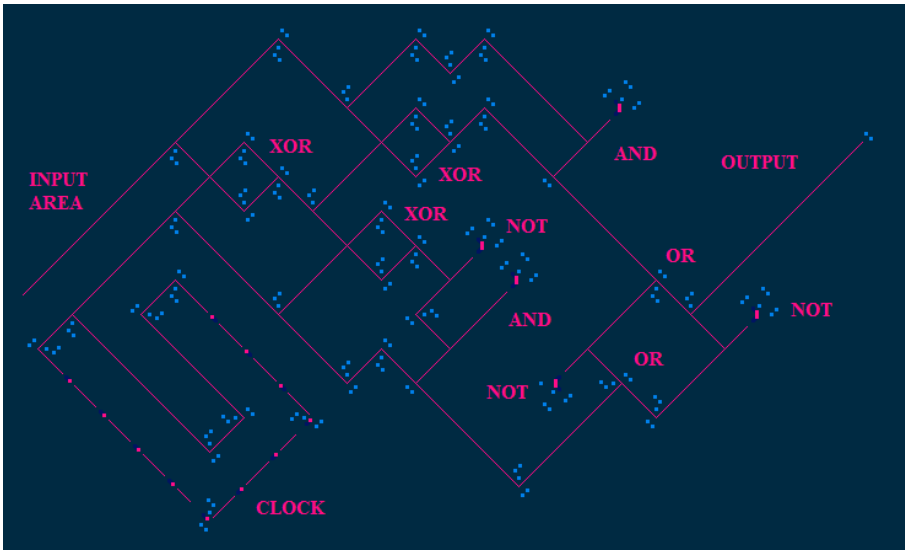 XOR
AND
OUTPUT
INPUT
AREA
XOR
XOR
NOT
OR
NOT
AND
OR
NOT
CLOCK